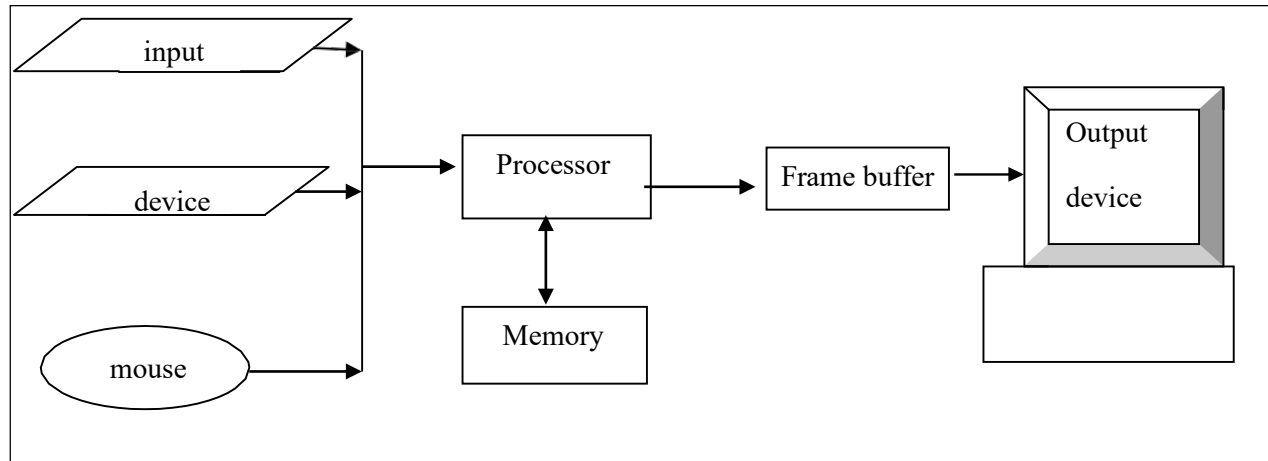 input
device
mouse
Processor
Memory
Frame buffer
Output
device